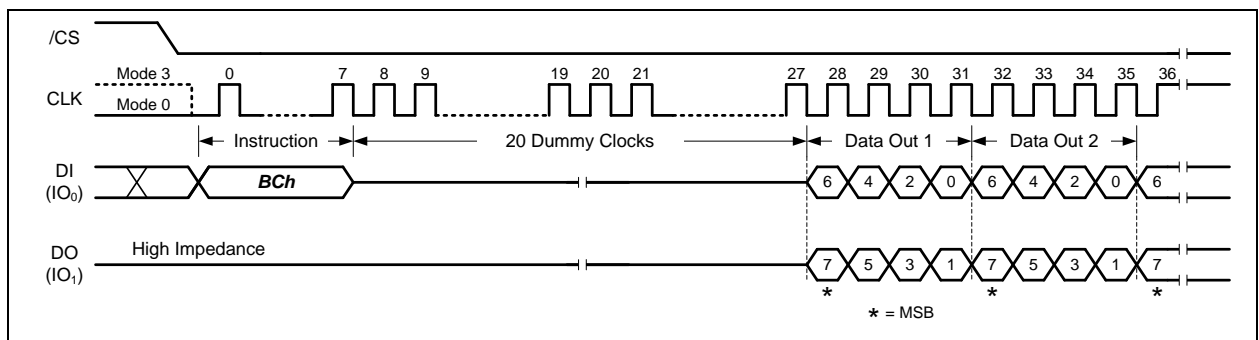 /CS
Mode 3 0 7 8 9 19 20 21 27 28 29 30 31 32 33 34 35 36
CLK
Mode 0
Instruction 20 Dummy Clocks Data Out 1 Data Out 2
DI
(IO0) BCh 6 4 2 0 6 4 2 0 6
DO High Impedance
(IO1) 7 5 3 1 7 5 3 1 7
* * *
* = MSB